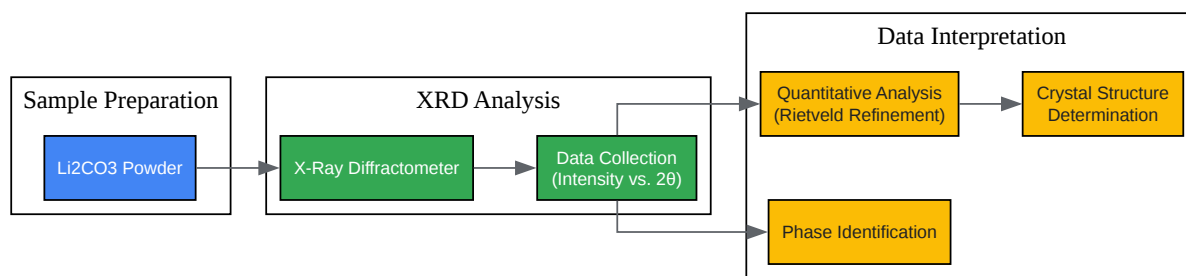 Sample Preparation
Li2CO3 Powder
XRD Analysis
X-Ray Diffractometer
Data Collection
(Intensity vs. 2θ)
Data Interpretation
Quantitative Analysis
(Rietveld Refinement)
Crystal Structure
Determination
Phase Identification